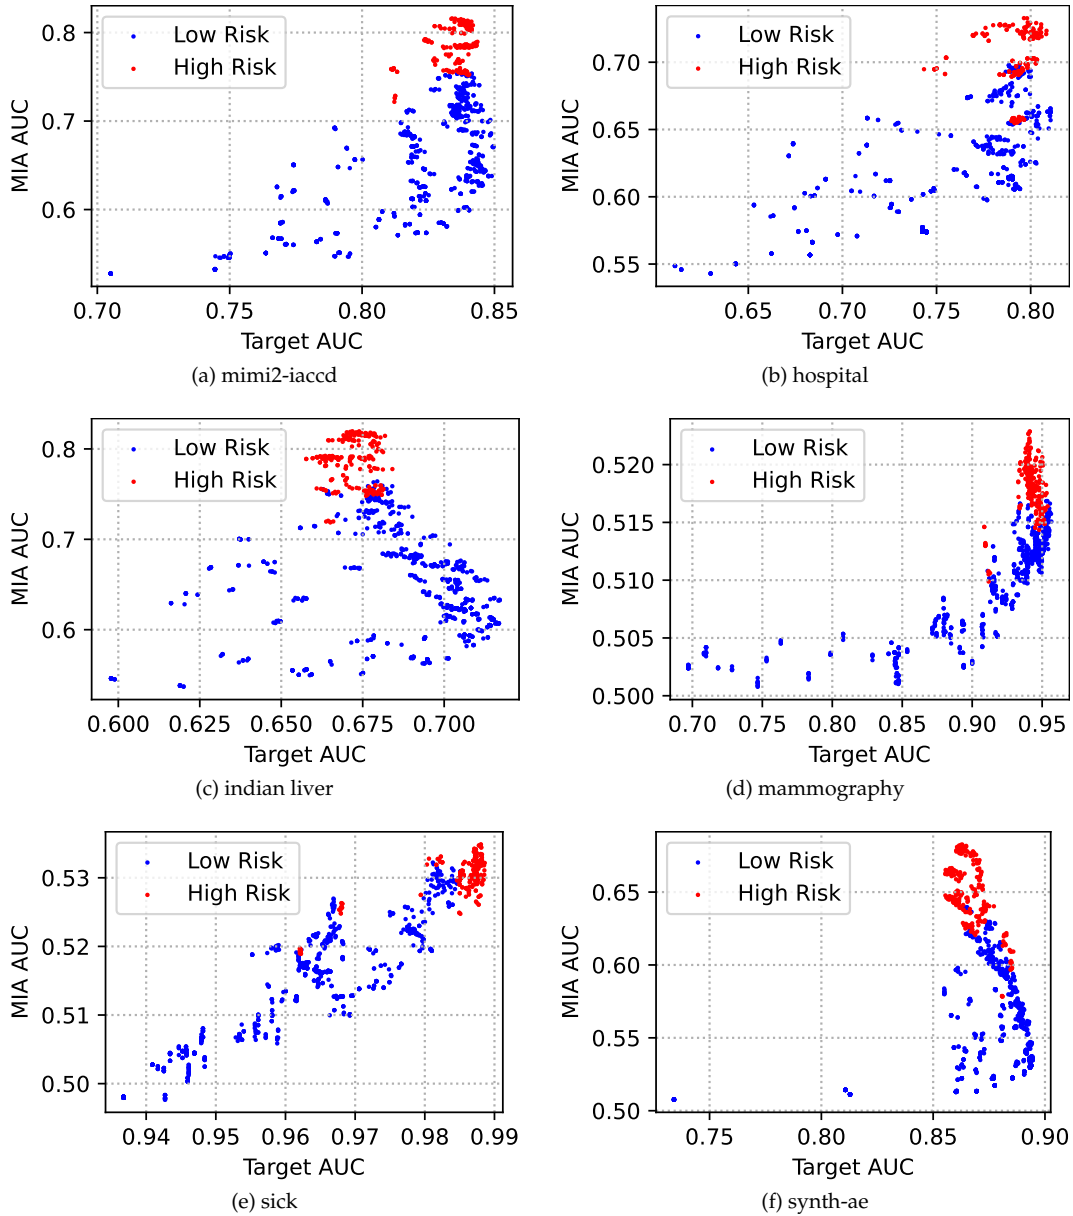 Low Risk
High Risk
MIA AUC
0.8
0.7
0.6
0.70 0.75 0.80 0.85
Target AUC
(a) mimi2-iaccd
Low Risk
High Risk
MIA AUC
0.70
0.65
0.60
0.55
0.65 0.70 0.75 0.80
Target AUC
(b) hospital
Low Risk
High Risk
MIA AUC
0.8
0.7
0.6
0.600 0.625 0.650 0.675 0.700
Target AUC
(c) indian liver
Low Risk
High Risk
MIA AUC
0.520
0.515
0.510
0.505
0.500
0.70 0.75 0.80 0.85 0.90 0.95
Target AUC
(d) mammography
Low Risk
High Risk
MIA AUC
0.53
0.52
0.51
0.50
0.94 0.95 0.96 0.97 0.98 0.99
Target AUC
(e) sick
Low Risk
High Risk
MIA AUC
0.65
0.60
0.55
0.50
0.75 0.80 0.85 0.90
Target AUC
(f) synth-ae